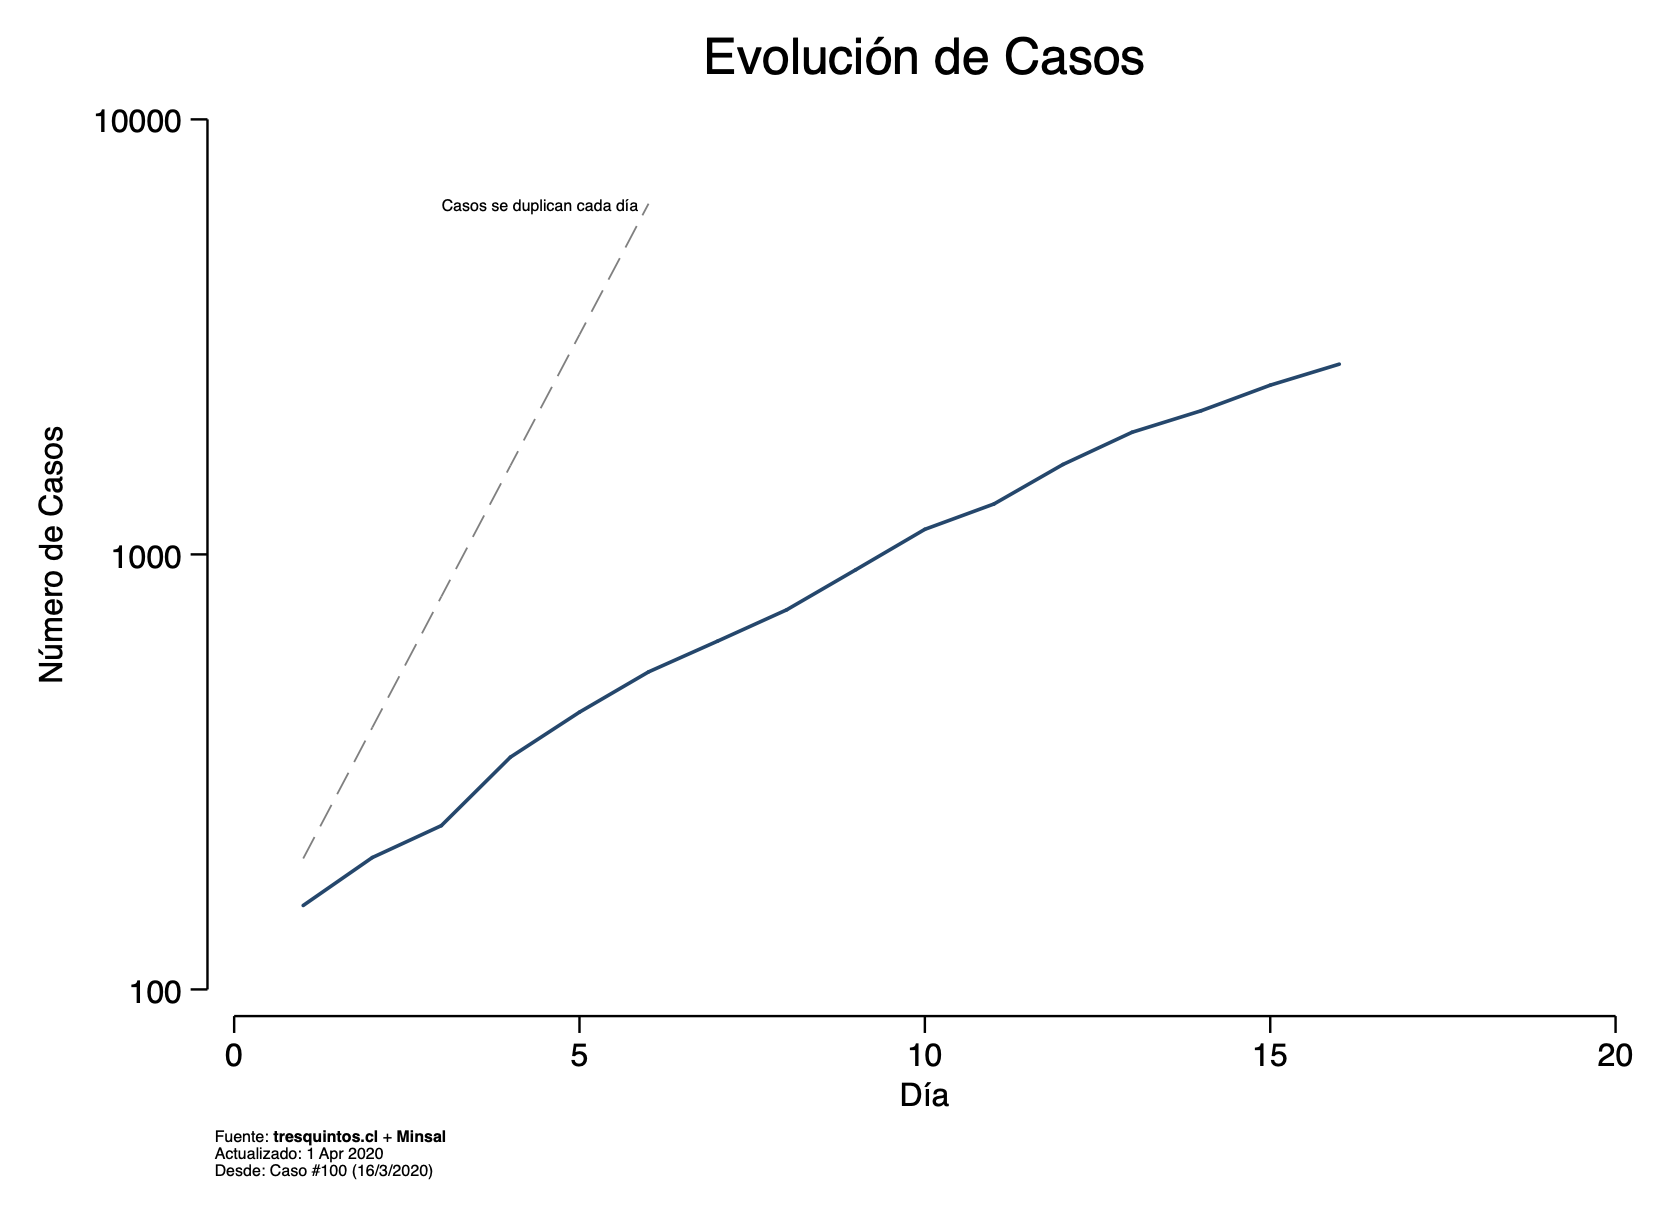 Evolución de Casos
10000
Casos se duplican cada día
1000
Número de Casos
100
0 5 10 15 20
Día
Fuente: tresquintos.cl + Minsal
Actualizado: 1 Apr 2020
Desde: Caso #100 (16/3/2020)